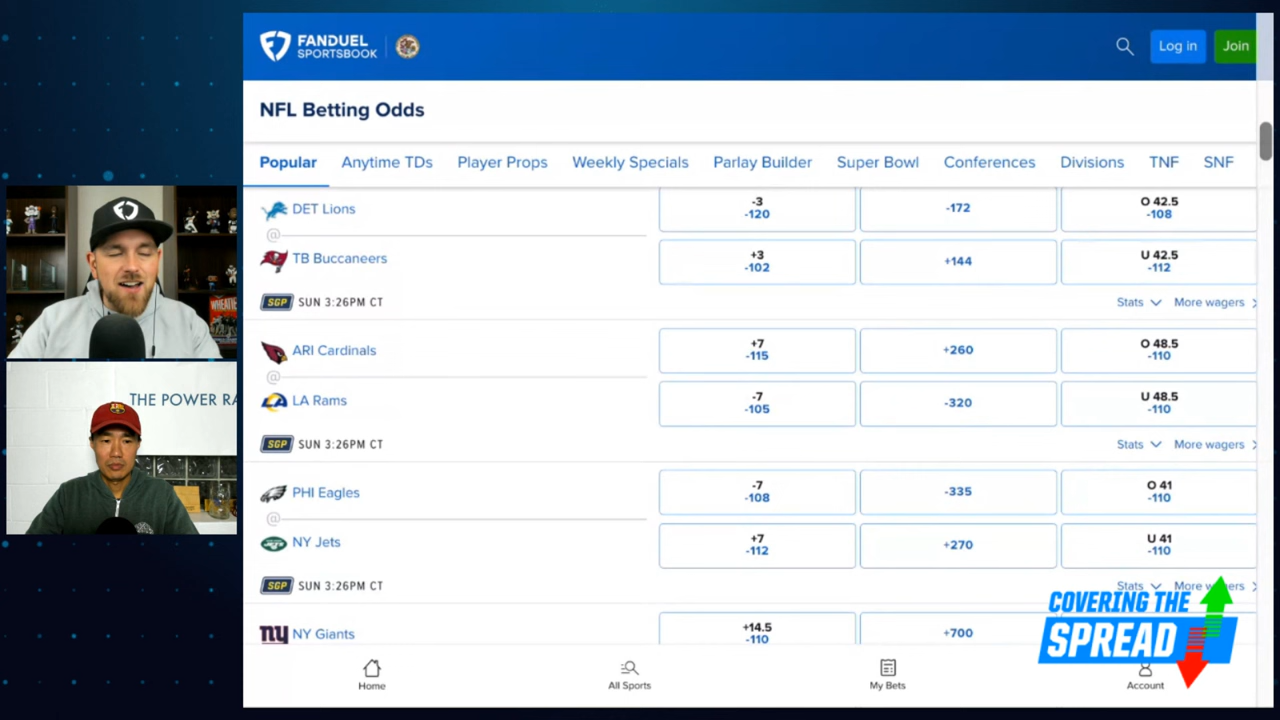 FANDUEL
SPORTSBOOK
Log in
Join
NFL Betting Odds
Popular
Anytime TDs
Player Props
Weekly Specials
Parlay Builder
Super Bowl
Conferences
Divisions
TNF
SNF
DET Lions
-3
-120
-172
O 42.5
-108
@
TB Buccaneers
+3
-102
+144
U 42.5
-112
SGP SUN 3:26PM CT
Stats
More wagers
ARI Cardinals
+7
-115
+260
O 48.5
-110
@
LA Rams
-7
-105
-320
U 48.5
-110
SGP SUN 3:26PM CT
Stats
More wagers
PHI Eagles
-7
-108
-335
O 41
-110
@
NY Jets
+7
-112
+270
U 41
-110
SGP SUN 3:26PM CT
Stats
More wagers
ny NY Giants
+14.5
-110
+700
Home
All Sports
My Bets
Account
COVERING THE
SPREAD
THE POWER RA
WHEATIES